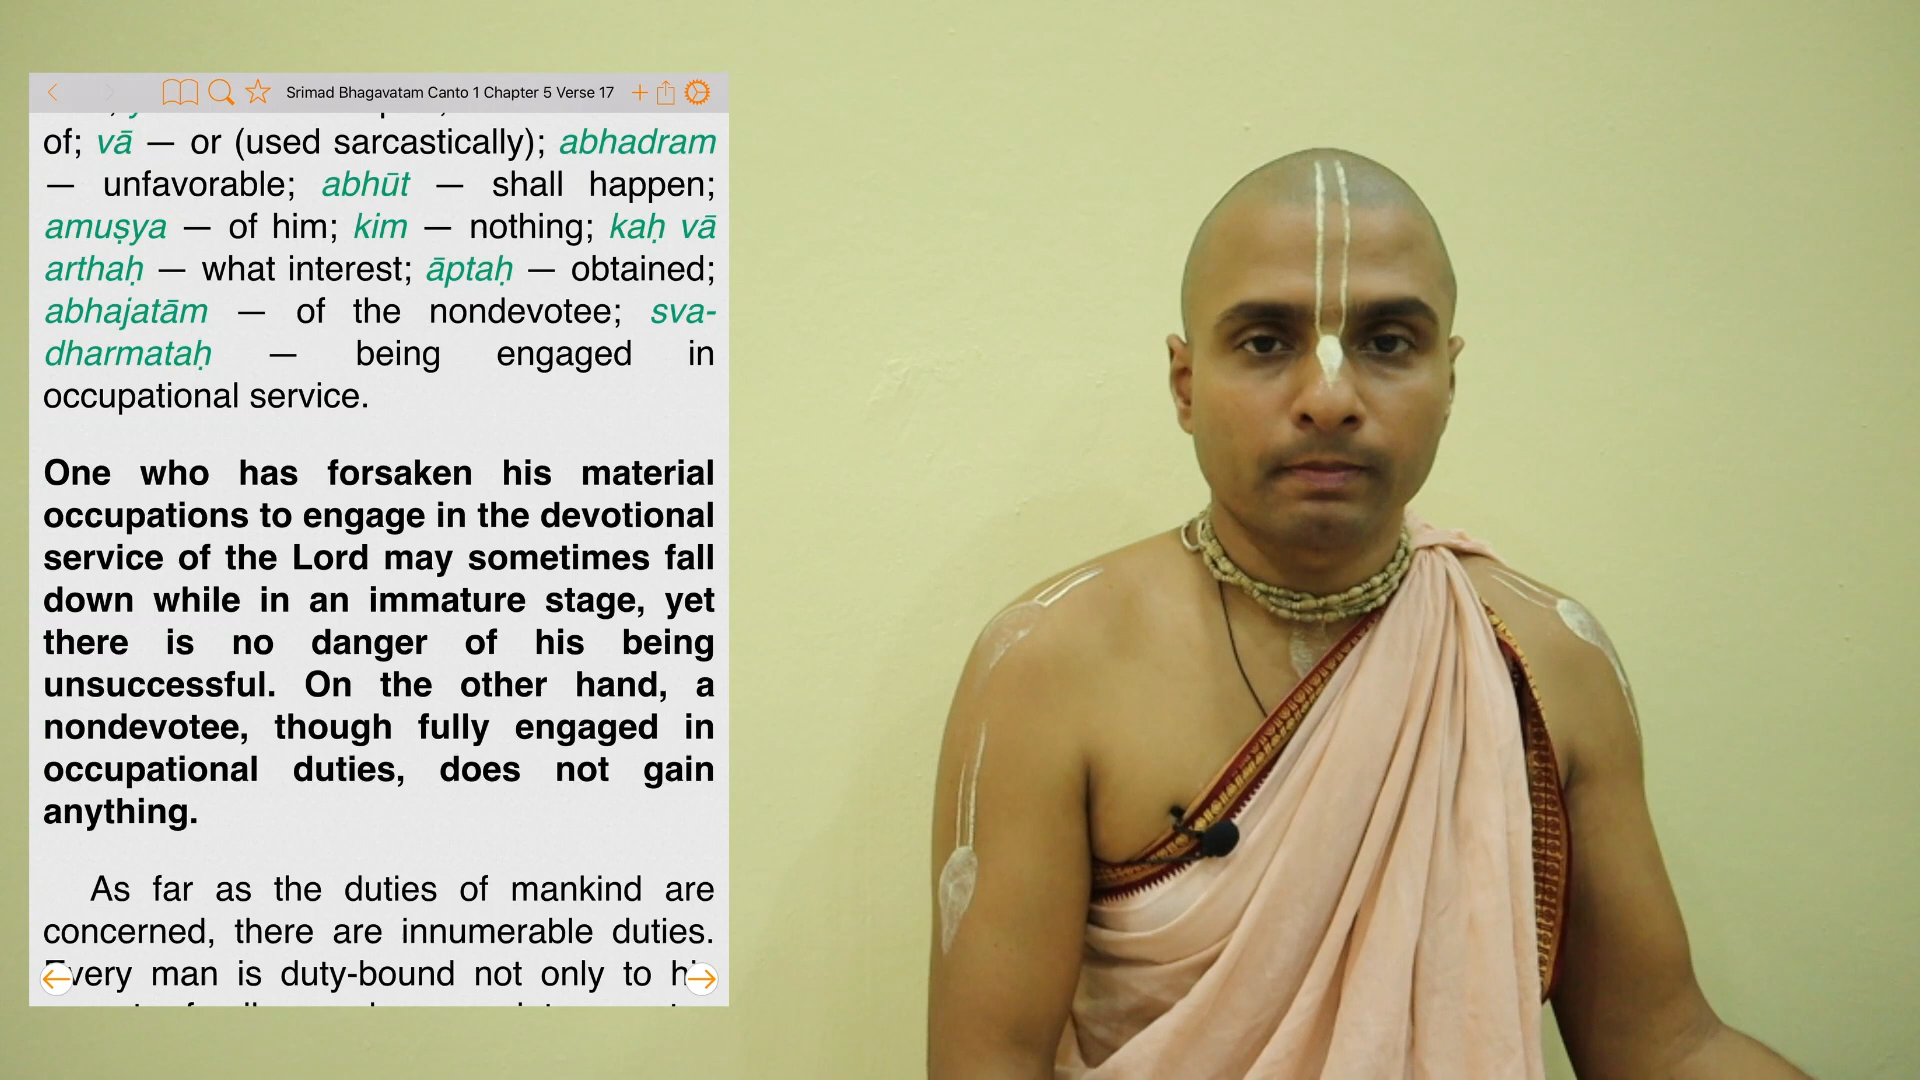 Srimad Bhagavatam Canto 1 Chapter 5 Verse 17
of; vā — or (used sarcastically); abhadram
— unfavorable; abhūt — shall happen;
amuṣya — of him; kim — nothing; kaḥ vā
arthaḥ — what interest; āptaḥ — obtained;
abhajatām — of the nondevotee; sva-
dharmataḥ — being engaged in
occupational service.
One who has forsaken his material
occupations to engage in the devotional
service of the Lord may sometimes fall
down while in an immature stage, yet
there is no danger of his being
unsuccessful. On the other hand, a
nondevotee, though fully engaged in
occupational duties, does not gain
anything.
As far as the duties of mankind are
concerned, there are innumerable duties.
Every man is duty-bound not only to